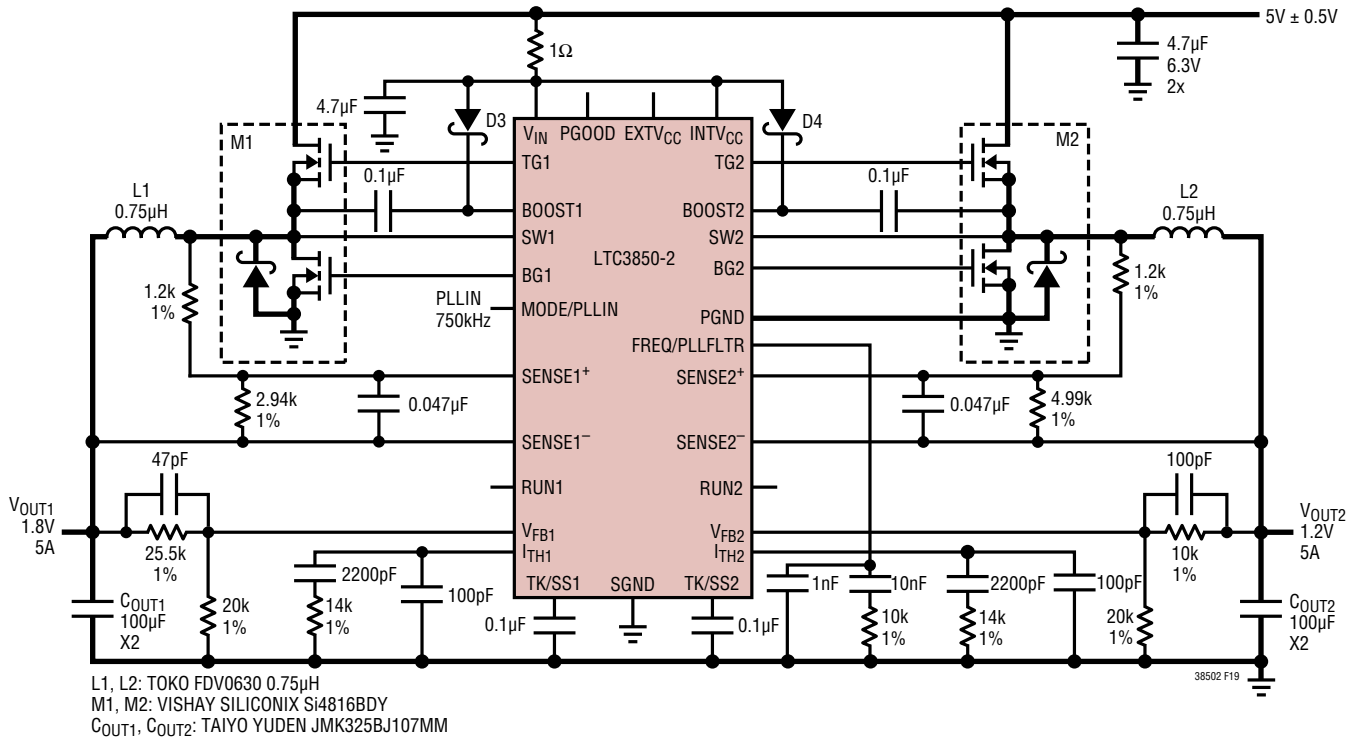 5V ± 0.5V
1Ω
4.7µF
6.3V
2x
4.7µF
D3
D4
V_IN PGOOD EXTV_CC INTV_CC
M1
M2
TG1
TG2
0.1µF
0.1µF
L1
0.75µH
L2
0.75µH
BOOST1
BOOST2
SW1
SW2
LTC3850-2
BG1
BG2
1.2k
1%
1.2k
1%
PLLIN
750kHz
MODE/PLLIN
PGND
FREQ/PLLFLTR
SENSE1+
SENSE2+
2.94k
1%
0.047µF
0.047µF
4.99k
1%
SENSE1–
SENSE2–
47pF
100pF
RUN1
RUN2
V_OUT1
1.8V
5A
V_OUT2
1.2V
5A
25.5k
1%
10k
1%
V_FB1
V_FB2
I_TH1
I_TH2
TK/SS1 SGND TK/SS2
2200pF
100pF
1nF
10nF
2200pF
100pF
C_OUT1
100µF
X2
20k
1%
14k
1%
0.1µF
0.1µF
10k
1%
14k
1%
20k
1%
C_OUT2
100µF
X2
38502 F19
L1, L2: TOKO FDV0630 0.75µH
M1, M2: VISHAY SILICONIX Si4816BDY
C_OUT1, C_OUT2: TAIYO YUDEN JMK325BJ107MM